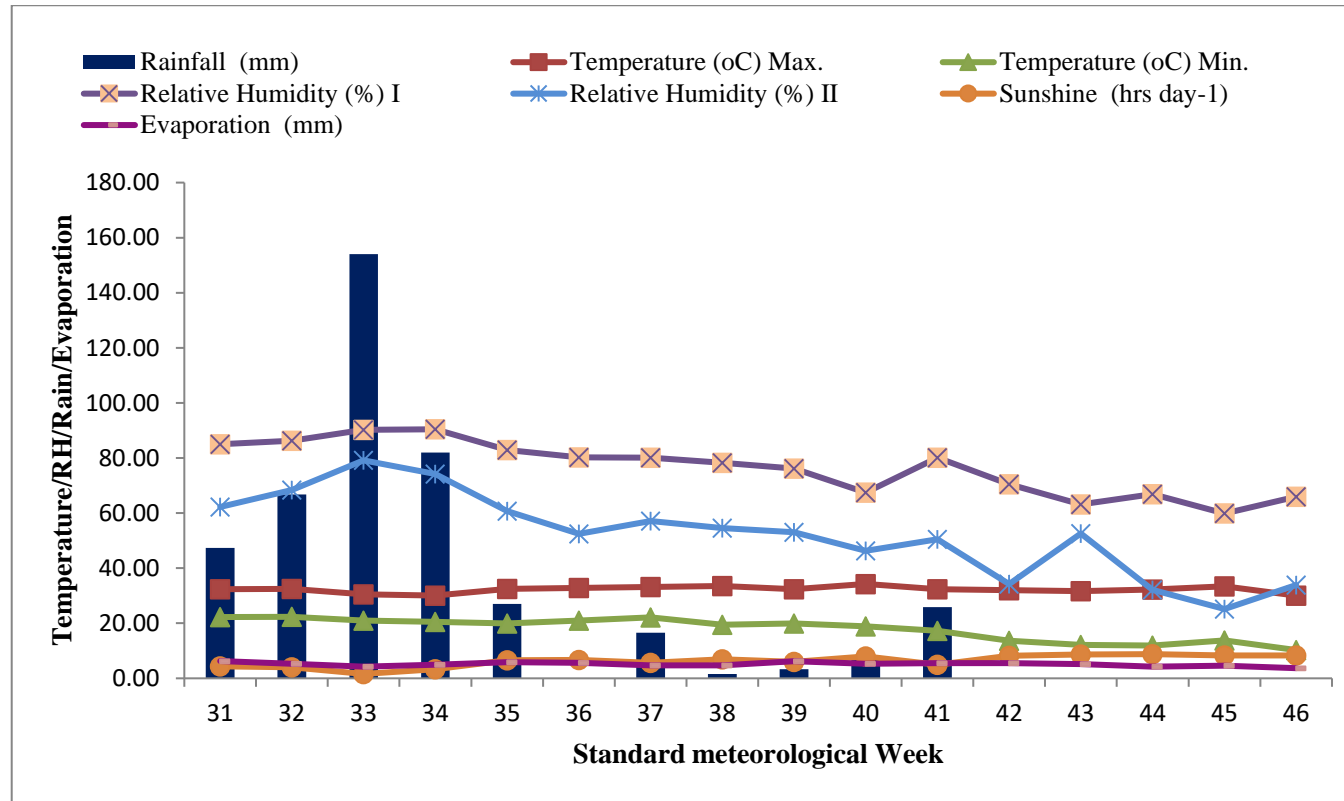 Rainfall  (mm)
Temperature (oC) Max.
Temperature (oC) Min.
Relative Humidity (%) I
Relative Humidity (%) II
Sunshine  (hrs day-1)
Evaporation  (mm)
Temperature/RH/Rain/Evaporation
180.00
160.00
140.00
120.00
100.00
80.00
60.00
40.00
20.00
0.00
31 32 33 34 35 36 37 38 39 40 41 42 43 44 45 46
Standard meteorological Week